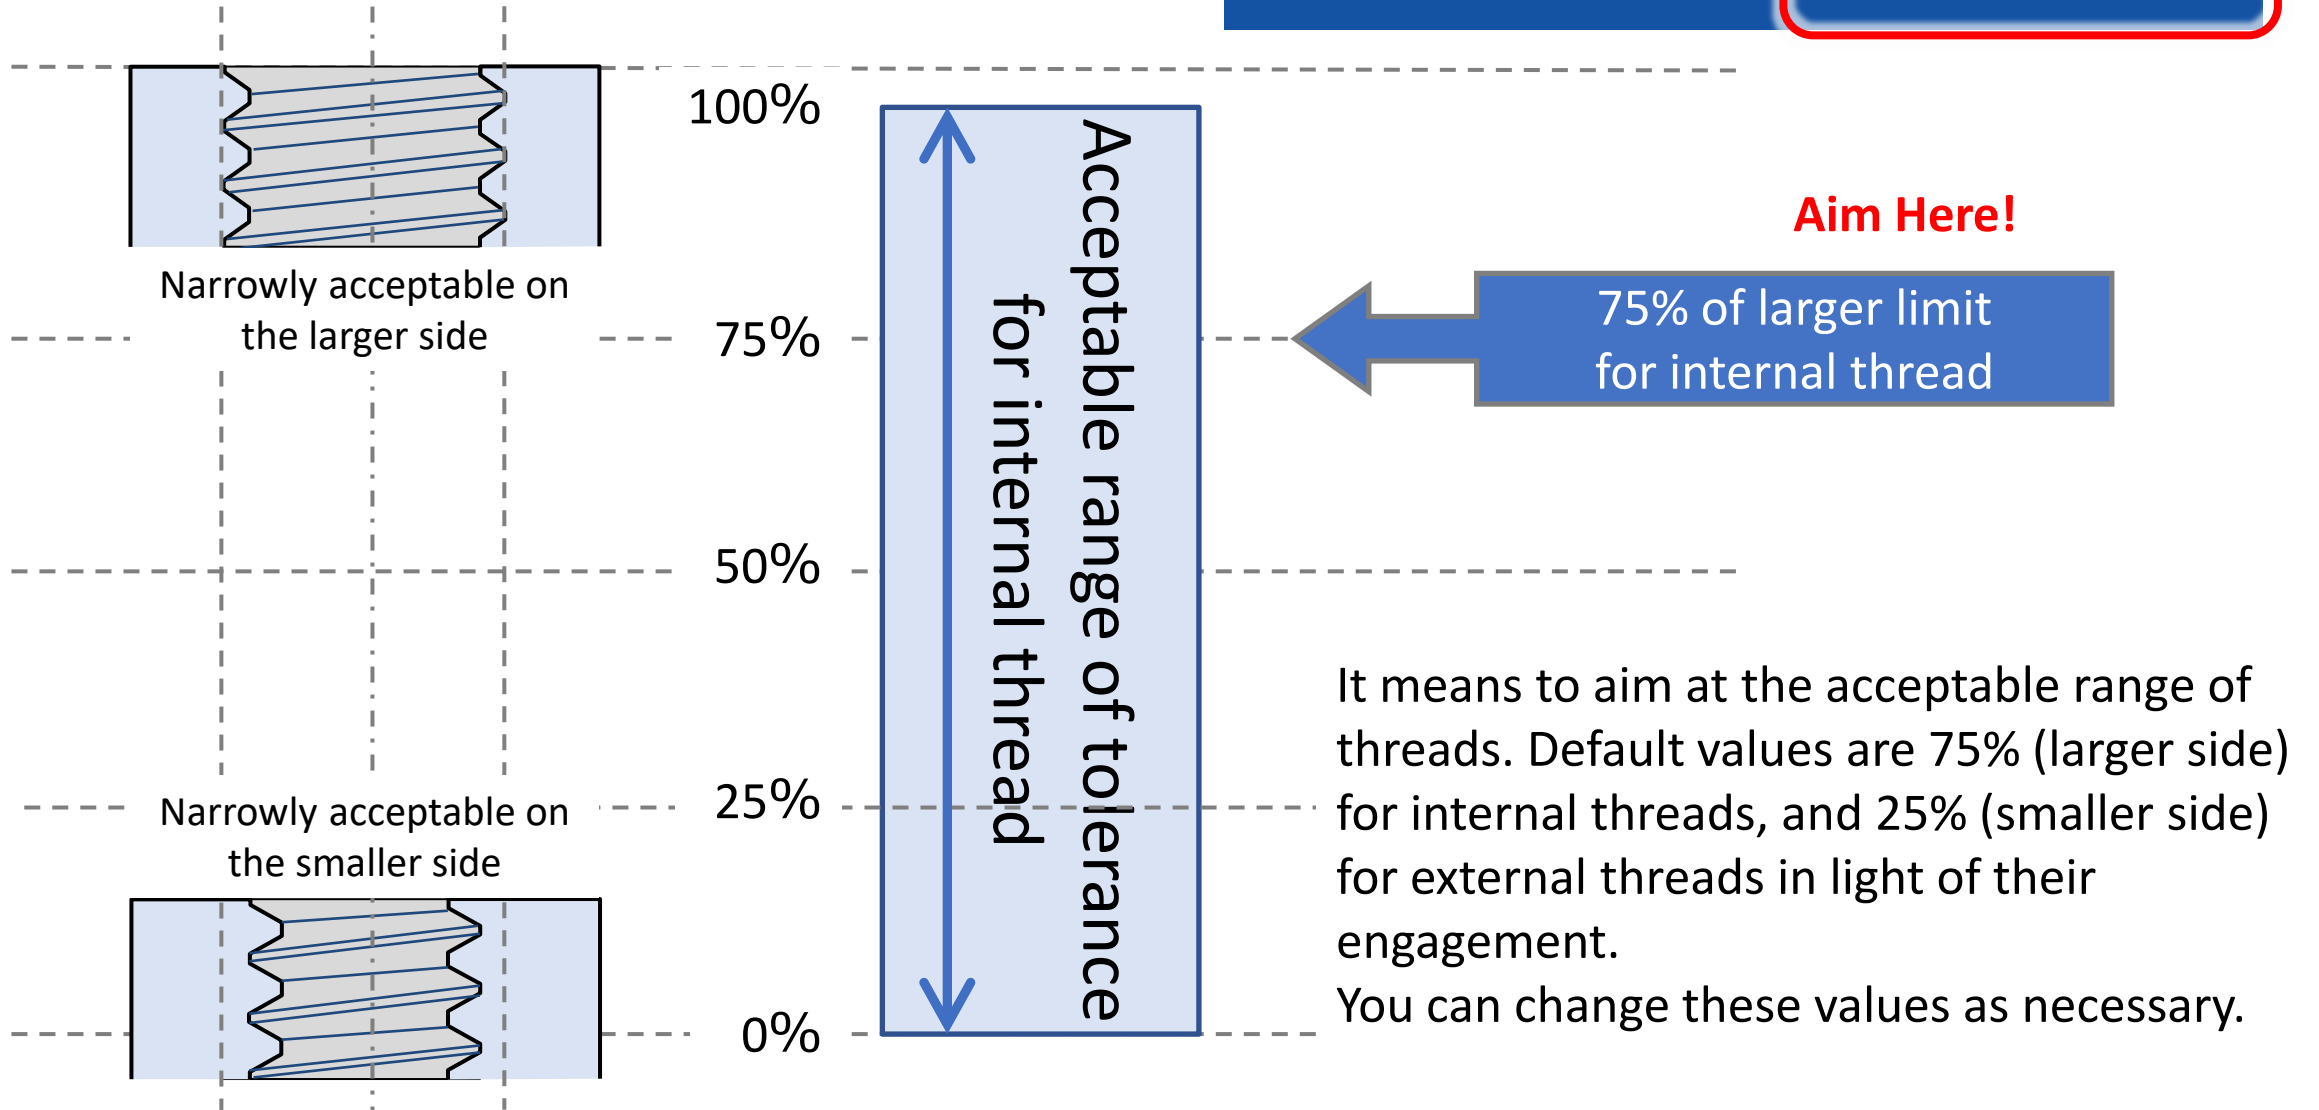 100%
Narrowly acceptable on
the larger side
75%
50%
25%
Narrowly acceptable on
the smaller side
0%
Acceptable range of tolerance
for internal thread
Aim Here!
75% of larger limit
for internal thread
It means to aim at the acceptable range of
threads. Default values are 75% (larger side)
for internal threads, and 25% (smaller side)
for external threads in light of their
engagement.
You can change these values as necessary.